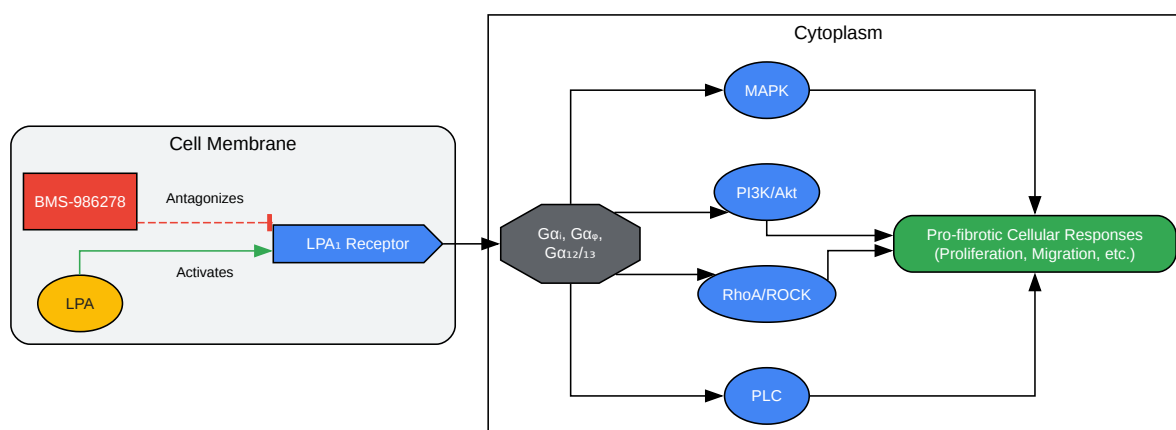 Cytoplasm
MAPK
Cell Membrane
BMS-986278
Antagonizes
PI3K/Akt
LPA₁ Receptor
Gαᵢ, Gαᵩ,
Gα₁₂/₁₃
Pro-fibrotic Cellular Responses
(Proliferation, Migration, etc.)
Activates
LPA
RhoA/ROCK
PLC